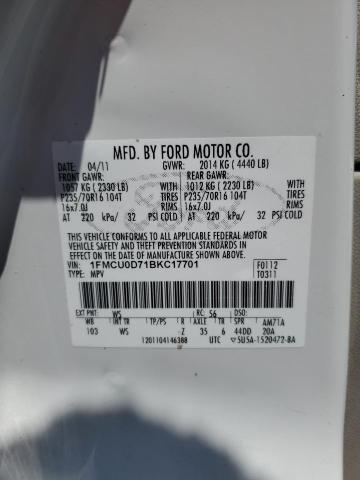 MFD. BY FORD MOTOR CO.
DATE: 04/11 GVWR: 2014 KG ( 4440 LB)
FRONT GAWR: REAR GAWR:
1057 KG ( 2330 LB) 1012 KG ( 2230 LB)
P235/70R16 104T TIRES P235/70R16 104T TIRES
16x7.0J RIMS 16x7.0J RIMS
AT 220 kPa/ 32 PSI COLD AT 220 kPa/ 32 PSI COLD
THIS VEHICLE CONFORMS TO ALL APPLICABLE FEDERAL MOTOR
VEHICLE SAFETY AND THEFT PREVENTION STANDARDS IN
EFFECT ON THE DATE OF MANUFACTURE SHOWN ABOVE.
VIN: 1FMCU0D71BKC17701 F0112
TYPE: MPV T0311
EXT PNT: WS RC: 56 DSO:
WB INT TR TP/PS R AXLE TR SPR AM71A
103 WS Z 35 6 44DD 20A
1201104146388 UTC 5U5A-1520472-BA